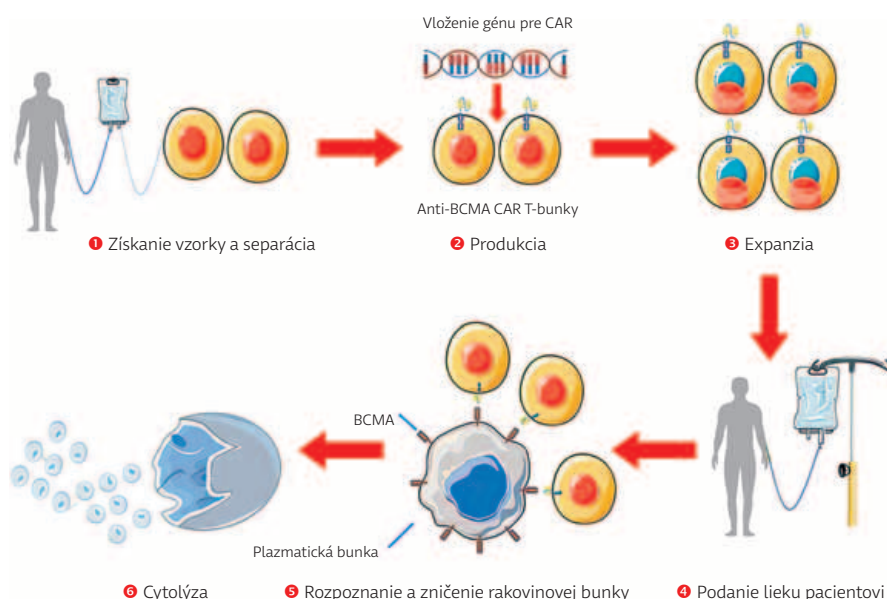 Vloženie génu pre CAR
Anti-BCMA CAR T-bunky
❶ Získanie vzorky a separácia
❷ Produkcia
❸ Expanzia
BCMA
Plazmatická bunka
❻ Cytolýza
❺ Rozpoznanie a zničenie rakovinovej bunky
❹ Podanie lieku pacientovi